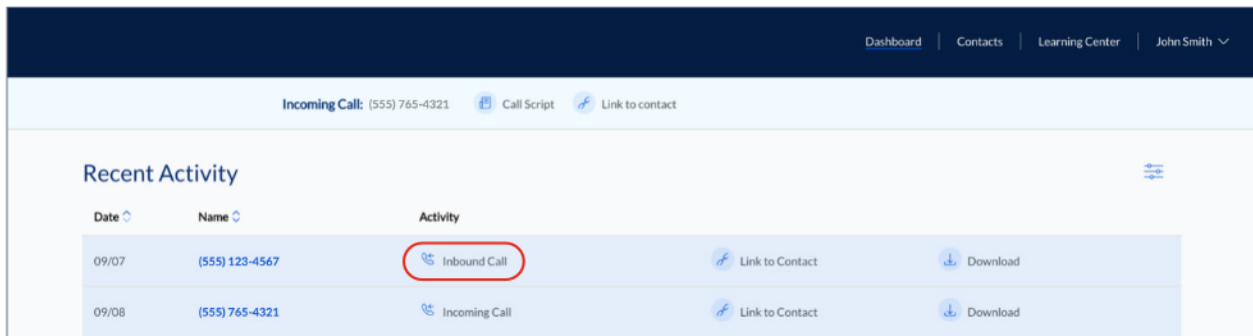 Dashboard Contacts Learning Center John Smith
Incoming Call: (555) 765-4321 Call Script Link to contact
Recent Activity
Date Name Activity
09/07 (555) 123-4567 Inbound Call Link to Contact Download
09/08 (555) 765-4321 Incoming Call Link to Contact Download